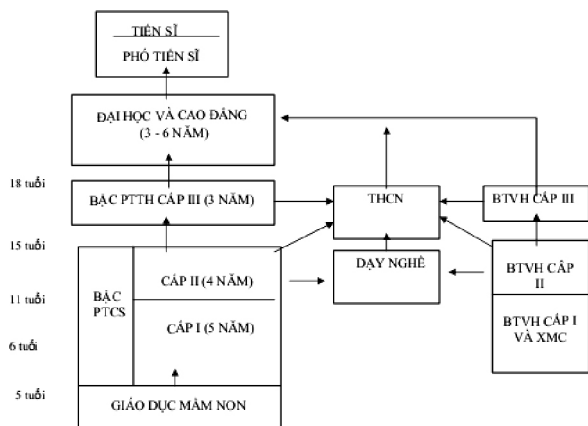 TIẾN SĨ
PHÓ TIẾN SĨ
ĐẠI HỌC VÀ CAO ĐẲNG
(3 - 6 NĂM)
18 tuổi
BẬC PTTH CẤP III (3 NĂM)
THCN
BTVH CẤP III
15 tuổi
BẬC
PTCS
CẤP II (4 NĂM)
DẠY NGHỀ
BTVH CẤP
II
11 tuổi
CẤP I (5 NĂM)
BTVH CẤP I
VÀ XMC
6 tuổi
5 tuổi
GIÁO DỤC MẦM NON